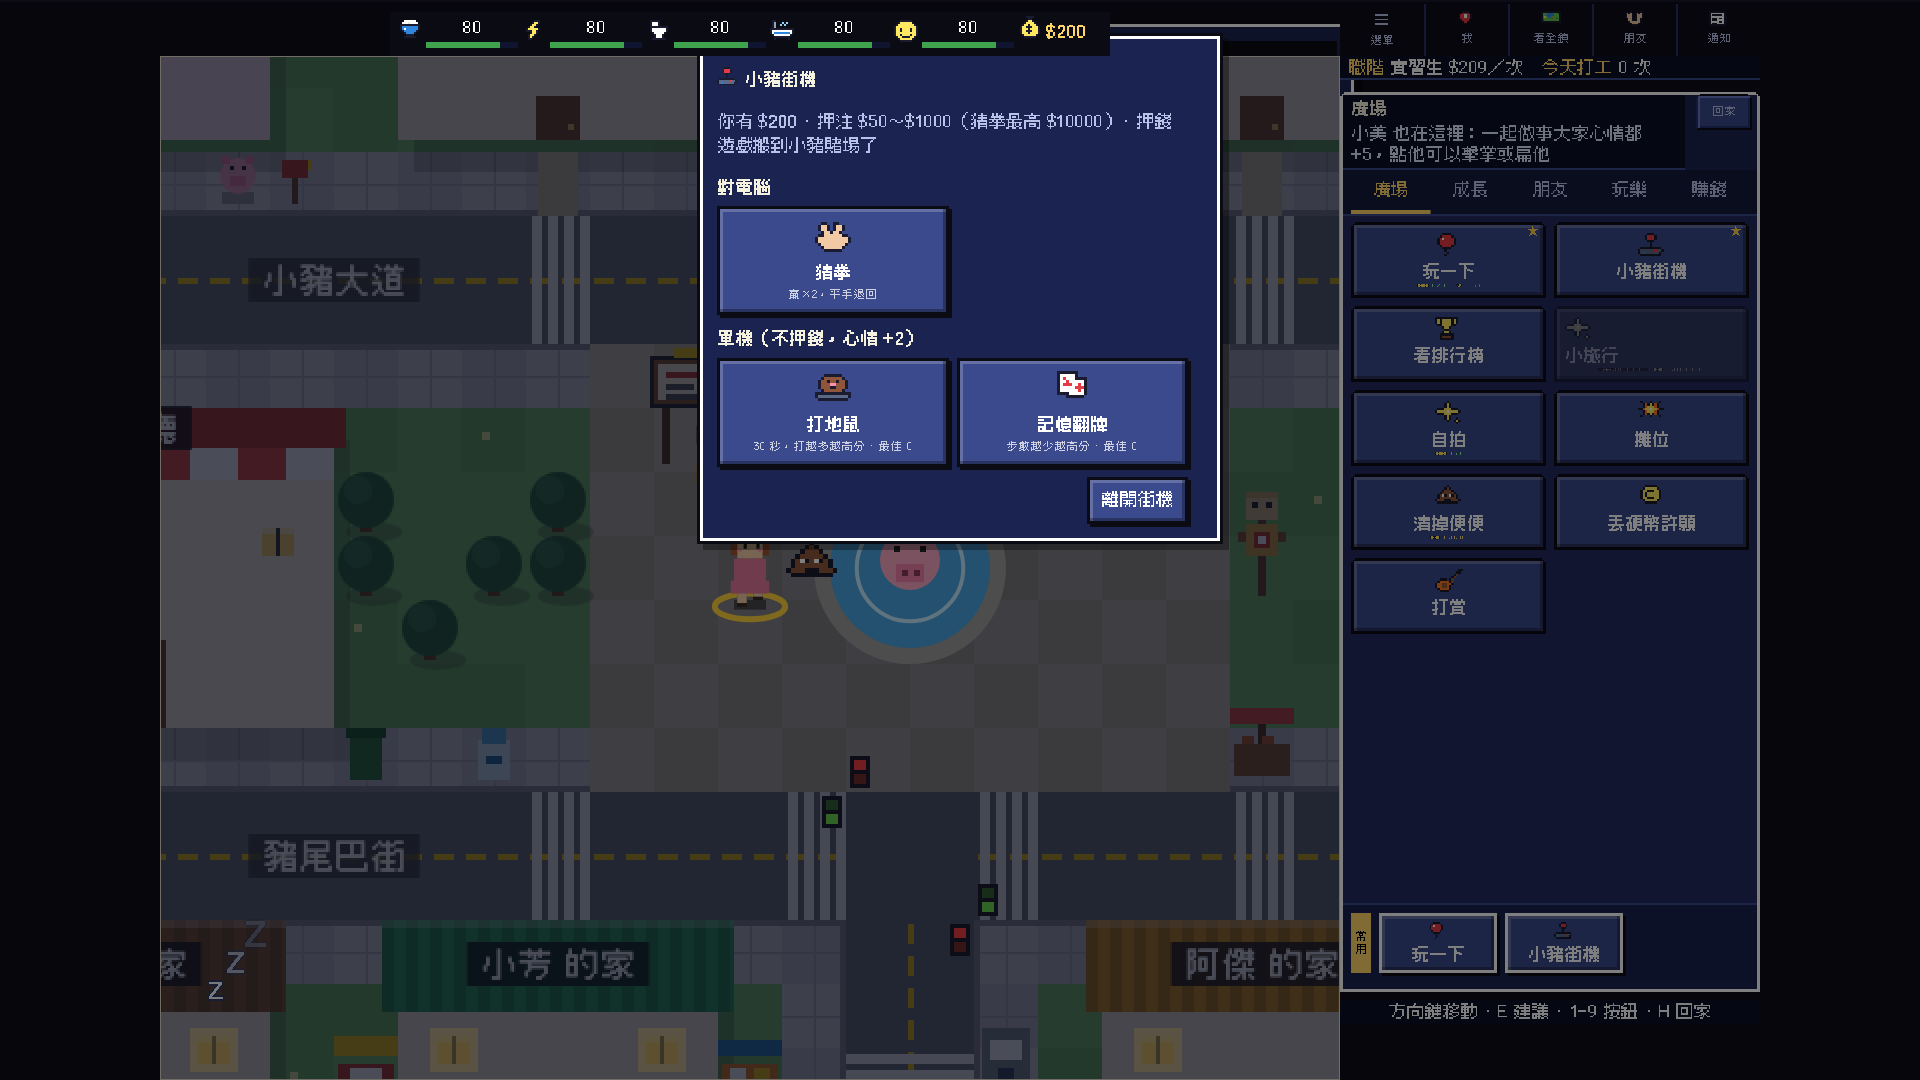 80
80
80
80
80
$200
選單
我
看全鎮
朋友
通知
職階 實習生 $209／次 今天打工 0 次
小豬街機
你有 $200 · 押注 $50～$1000（猜拳最高 $10000）· 押錢
遊戲搬到小豬賭場了
對電腦
猜拳
贏 ×2，平手退回
單機（不押錢，心情 +2）
打地鼠
30 秒，打越多越高分 · 最佳 0
記憶翻牌
步數越少越高分 · 最佳 0
離開街機
廣場
回家
小美 也在這裡：一起做事大家心情都
+5，點他可以擊掌或扁他
廣場
成長
朋友
玩樂
賺錢
玩一下
小豬街機
看排行榜
小旅行
自拍
攤位
清掉便便
丟硬幣許願
打賞
常用
玩一下
小豬街機
方向鍵移動 · E 建議 · 1-9 按鈕 · H 回家
小豬大道
豬尾巴街
家
Z
Z
Z
小芳 的家
阿傑 的家